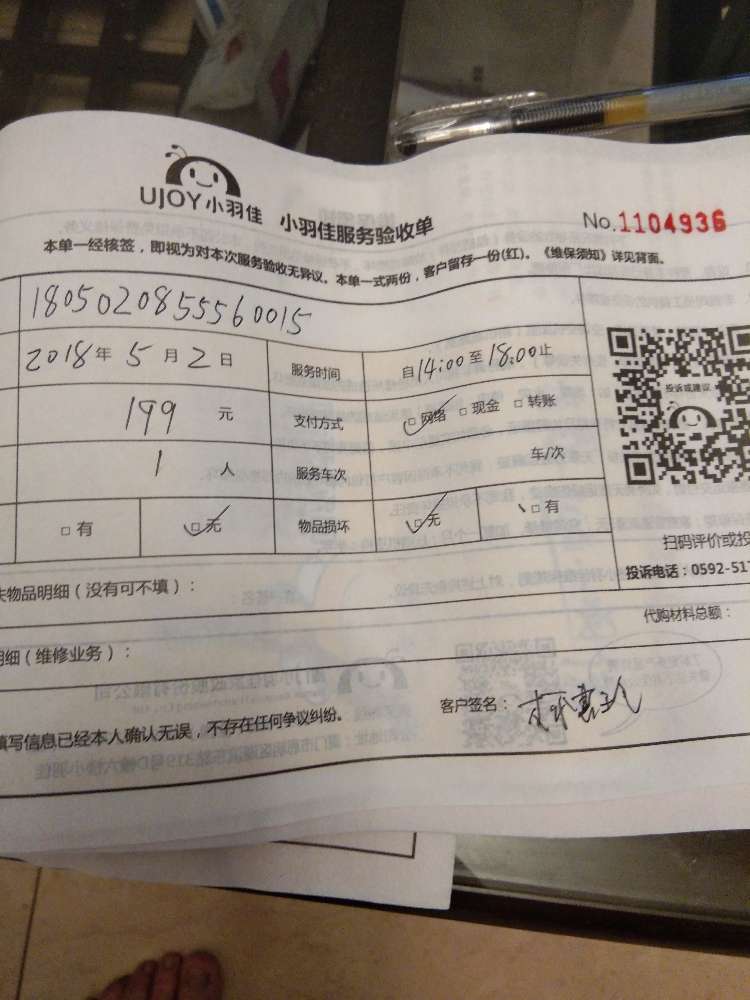 UJOY小羽佳 小羽佳服务验收单 No.1104936
本单一经核签，即视为对本次服务验收无异议。本单一式两份，客户留存一份(红)。《维保须知》详见背面。
1805020855560015
2018年5月2日 服务时间 自14:00至18:00止
199 元 支付方式 □网络 □现金 □转账
投诉或建议
1 人 服务车次 车/次
□有 □无 物品损坏 □无 □有
扫码评价或投
物品明细（没有可不填）： 投诉电话：0592-517
明细（维修业务）： 代购材料总额：
填写信息已经本人确认无误，不存在任何争议纠纷。 客户签名：